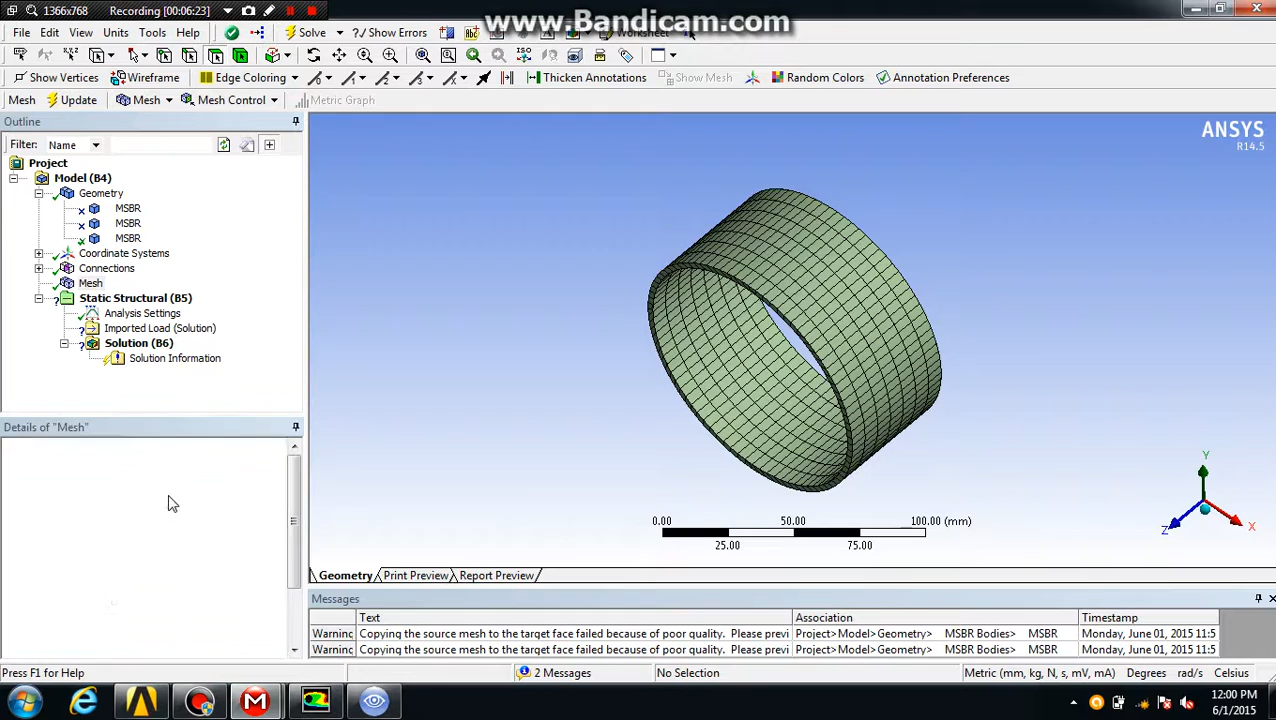 1366x768 Recording [00:06:23]
www.Bandicam.com
File Edit View Units Tools Help Solve ?/ Show Errors Worksheet
Show Vertices Wireframe Edge Coloring Thicken Annotations Show Mesh Random Colors Annotation Preferences
Mesh Update Mesh Mesh Control Metric Graph
Outline
Filter: Name
Project
Model (B4)
Geometry
MSBR
MSBR
MSBR
Coordinate Systems
Connections
Mesh
Static Structural (B5)
Analysis Settings
Imported Load (Solution)
Solution (B6)
Solution Information
Details of "Mesh"
ANSYS
R14.5
0.00 50.00 100.00 (mm)
25.00 75.00
Y
Z X
Geometry Print Preview Report Preview
Messages
Text Association Timestamp
Warninc Copying the source mesh to the target face failed because of poor quality. Please previ Project>Model>Geometry> MSBR Bodies> MSBR Monday, June 01, 2015 11:5
Warninc Copying the source mesh to the target face failed because of poor quality. Please previ Project>Model>Geometry> MSBR Bodies> MSBR Monday, June 01, 2015 11:5
Press F1 for Help 2 Messages No Selection Metric (mm, kg, N, s, mV, mA) Degrees rad/s Celsius
12:00 PM
6/1/2015